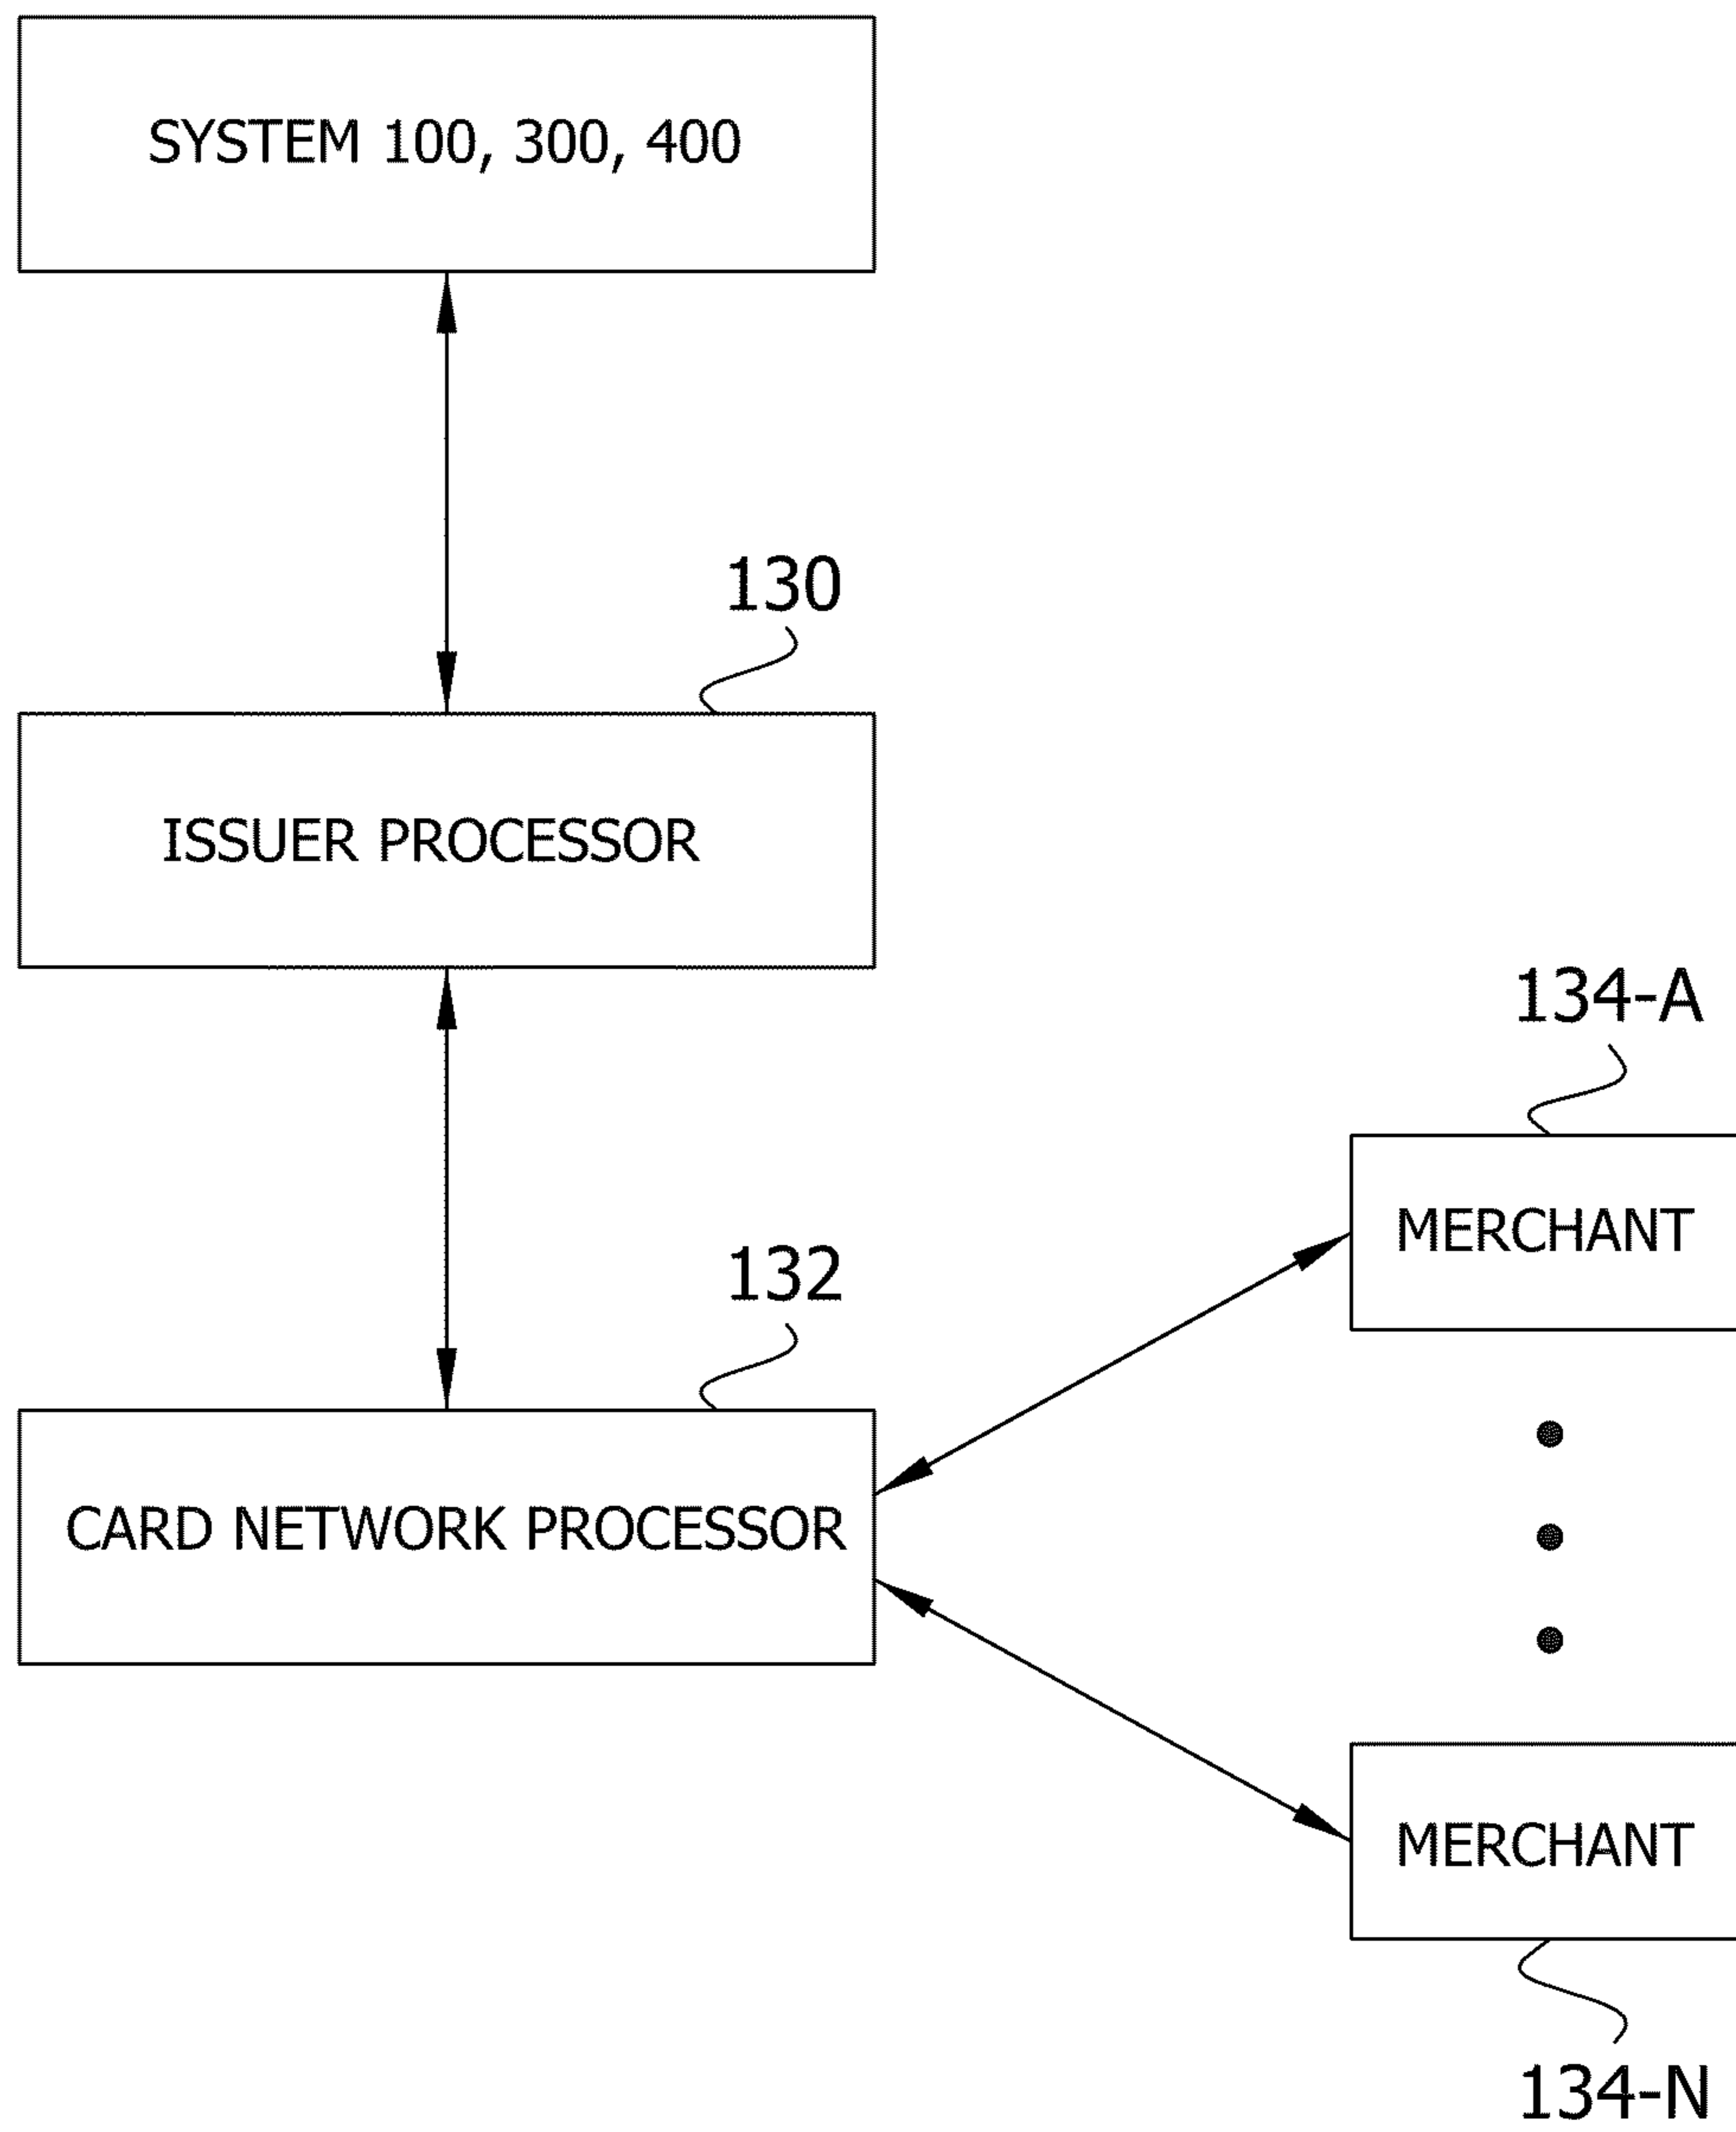 SYSTEM 100, 300, 400
130
ISSUER PROCESSOR
134-A
MERCHANT
132
CARD NETWORK PROCESSOR
MERCHANT
134-N